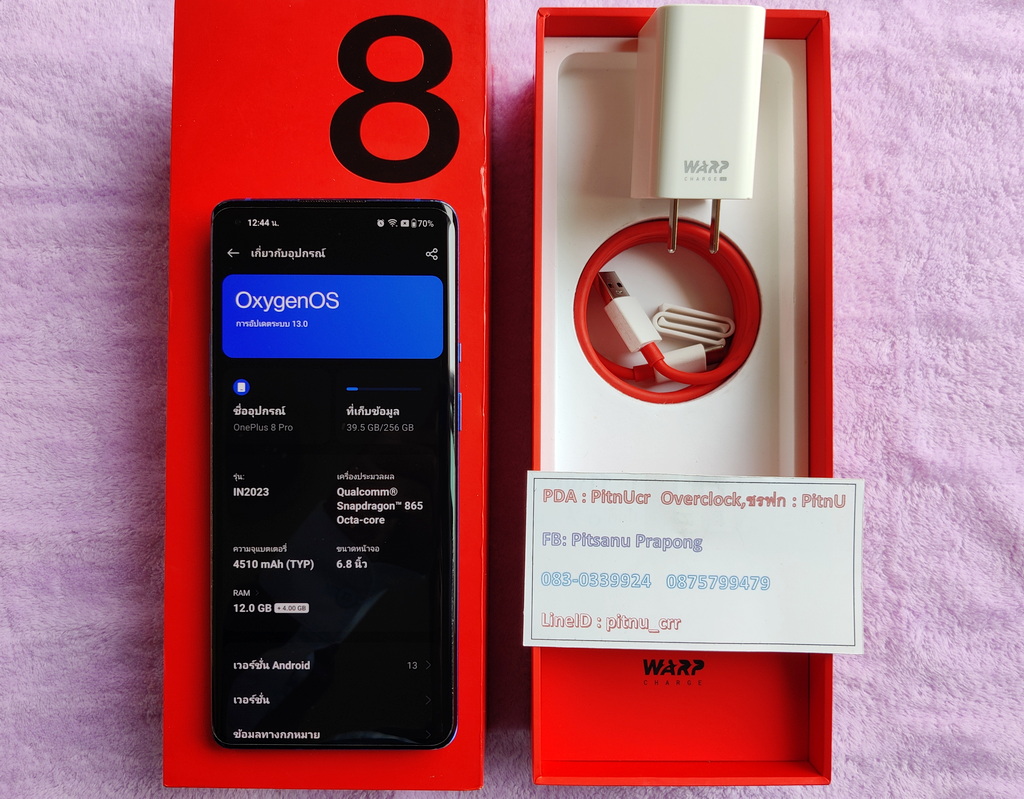 8
12:44 น.
70%
เกี่ยวกับอุปกรณ์
OxygenOS
การอัปเดตระบบ 13.0
ชื่ออุปกรณ์
OnePlus 8 Pro
ที่เก็บข้อมูล
39.5 GB/256 GB
รุ่น:
IN2023
เครื่องประมวลผล
Qualcomm®
Snapdragon™ 865
Octa-core
ความจุแบตเตอรี่
4510 mAh (TYP)
ขนาดหน้าจอ
6.8 นิ้ว
RAM
12.0 GB + 4.00 GB
เวอร์ชั่น Android 13
เวอร์ชั่น
ข้อมูลทางกฎหมาย
WARP
CHARGE
PDA : PitnUcr Overclock,ชรฟก : PitnU
FB: Pitsanu Prapong
083-0339924 0875799479
LineID : pitnu_crr
WARP
CHARGE